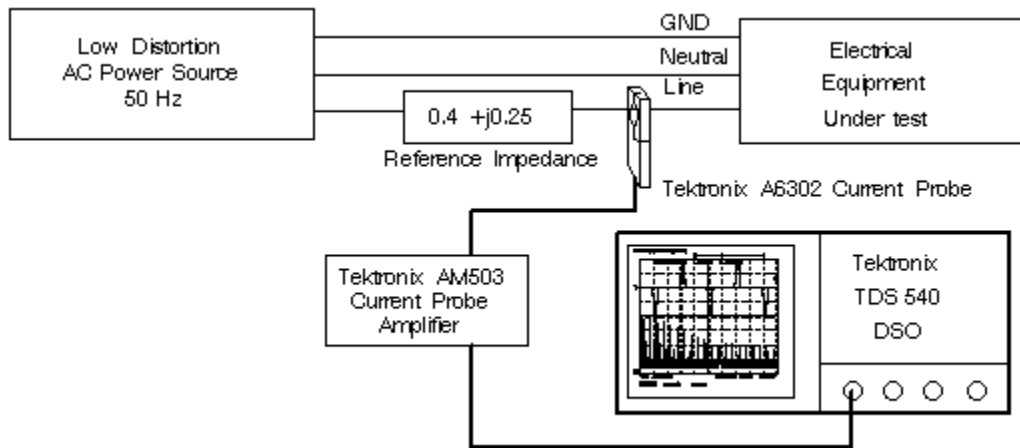 Low Distortion
AC Power Source
50 Hz
GND
Neutral
Line
Electrical
Equipment
Under test
0.4 +j0.25
Reference Impedance
Tektronix A6302 Current Probe
Tektronix AM503
Current Probe
Amplifier
Tektronix
TDS 540
DSO